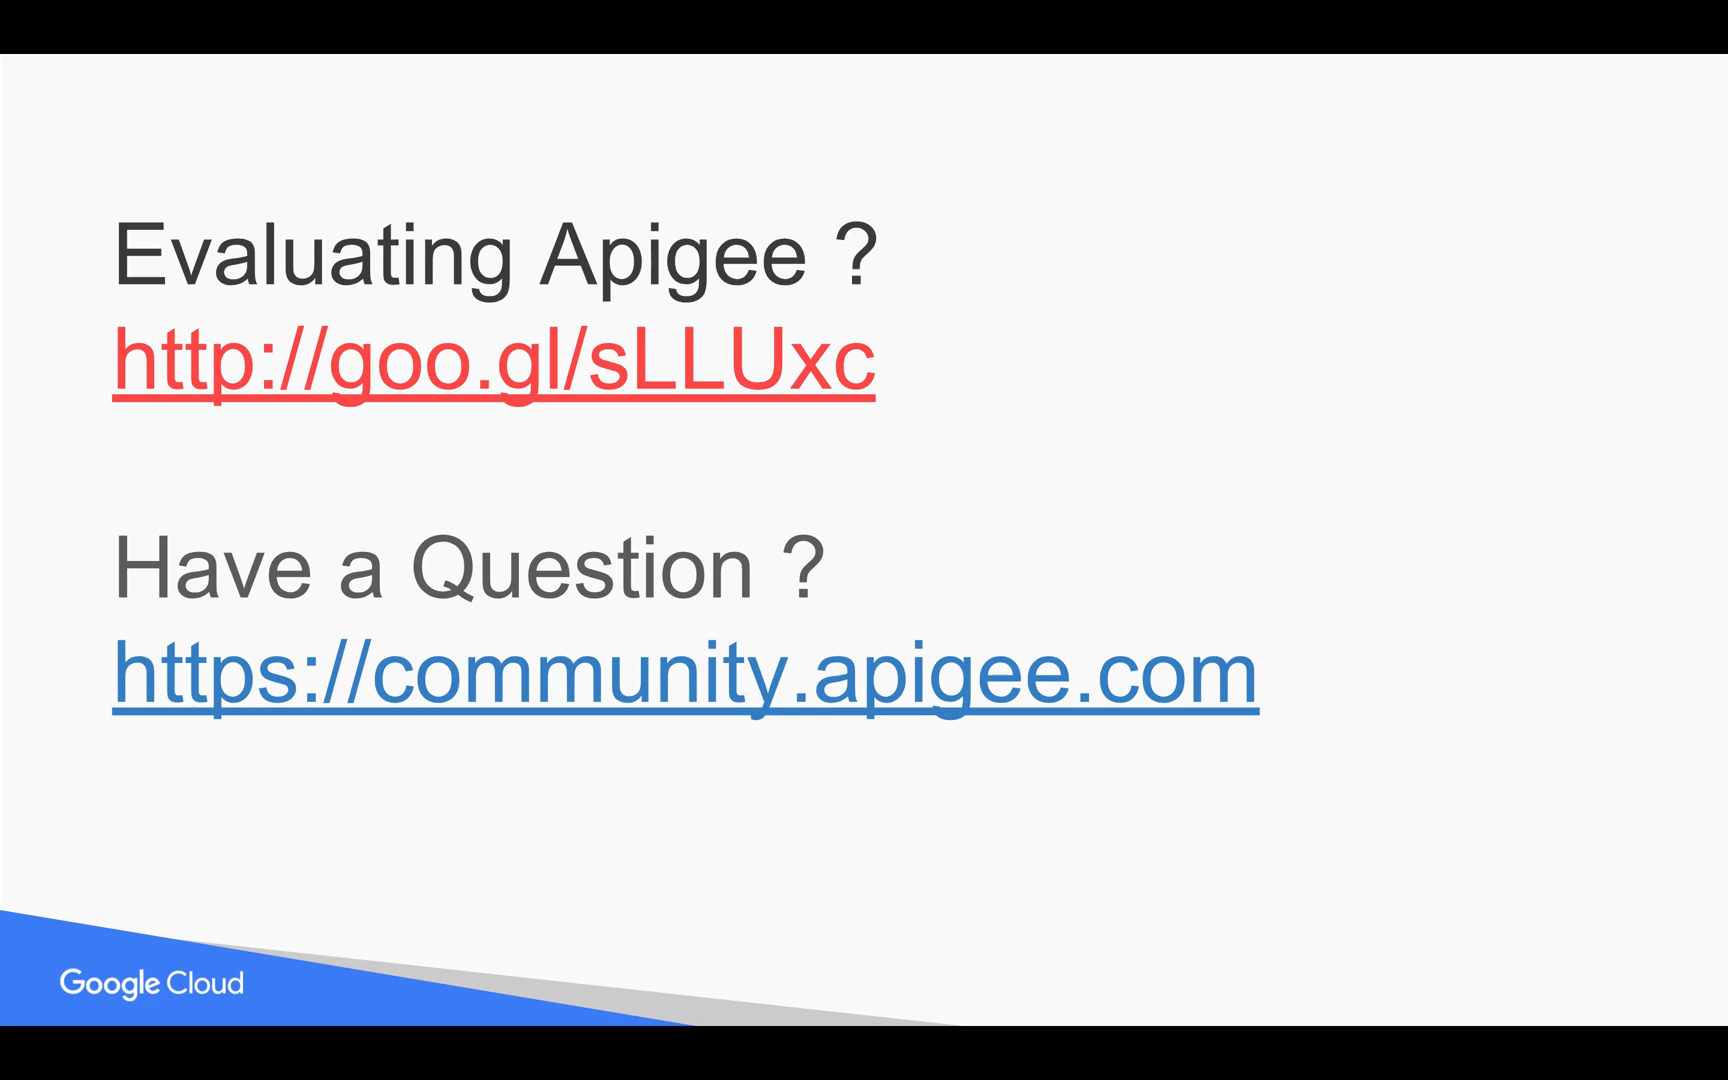 Evaluating Apigee ?
http://goo.gl/sLLUxc
Have a Question ?
https://community.apigee.com
Google Cloud